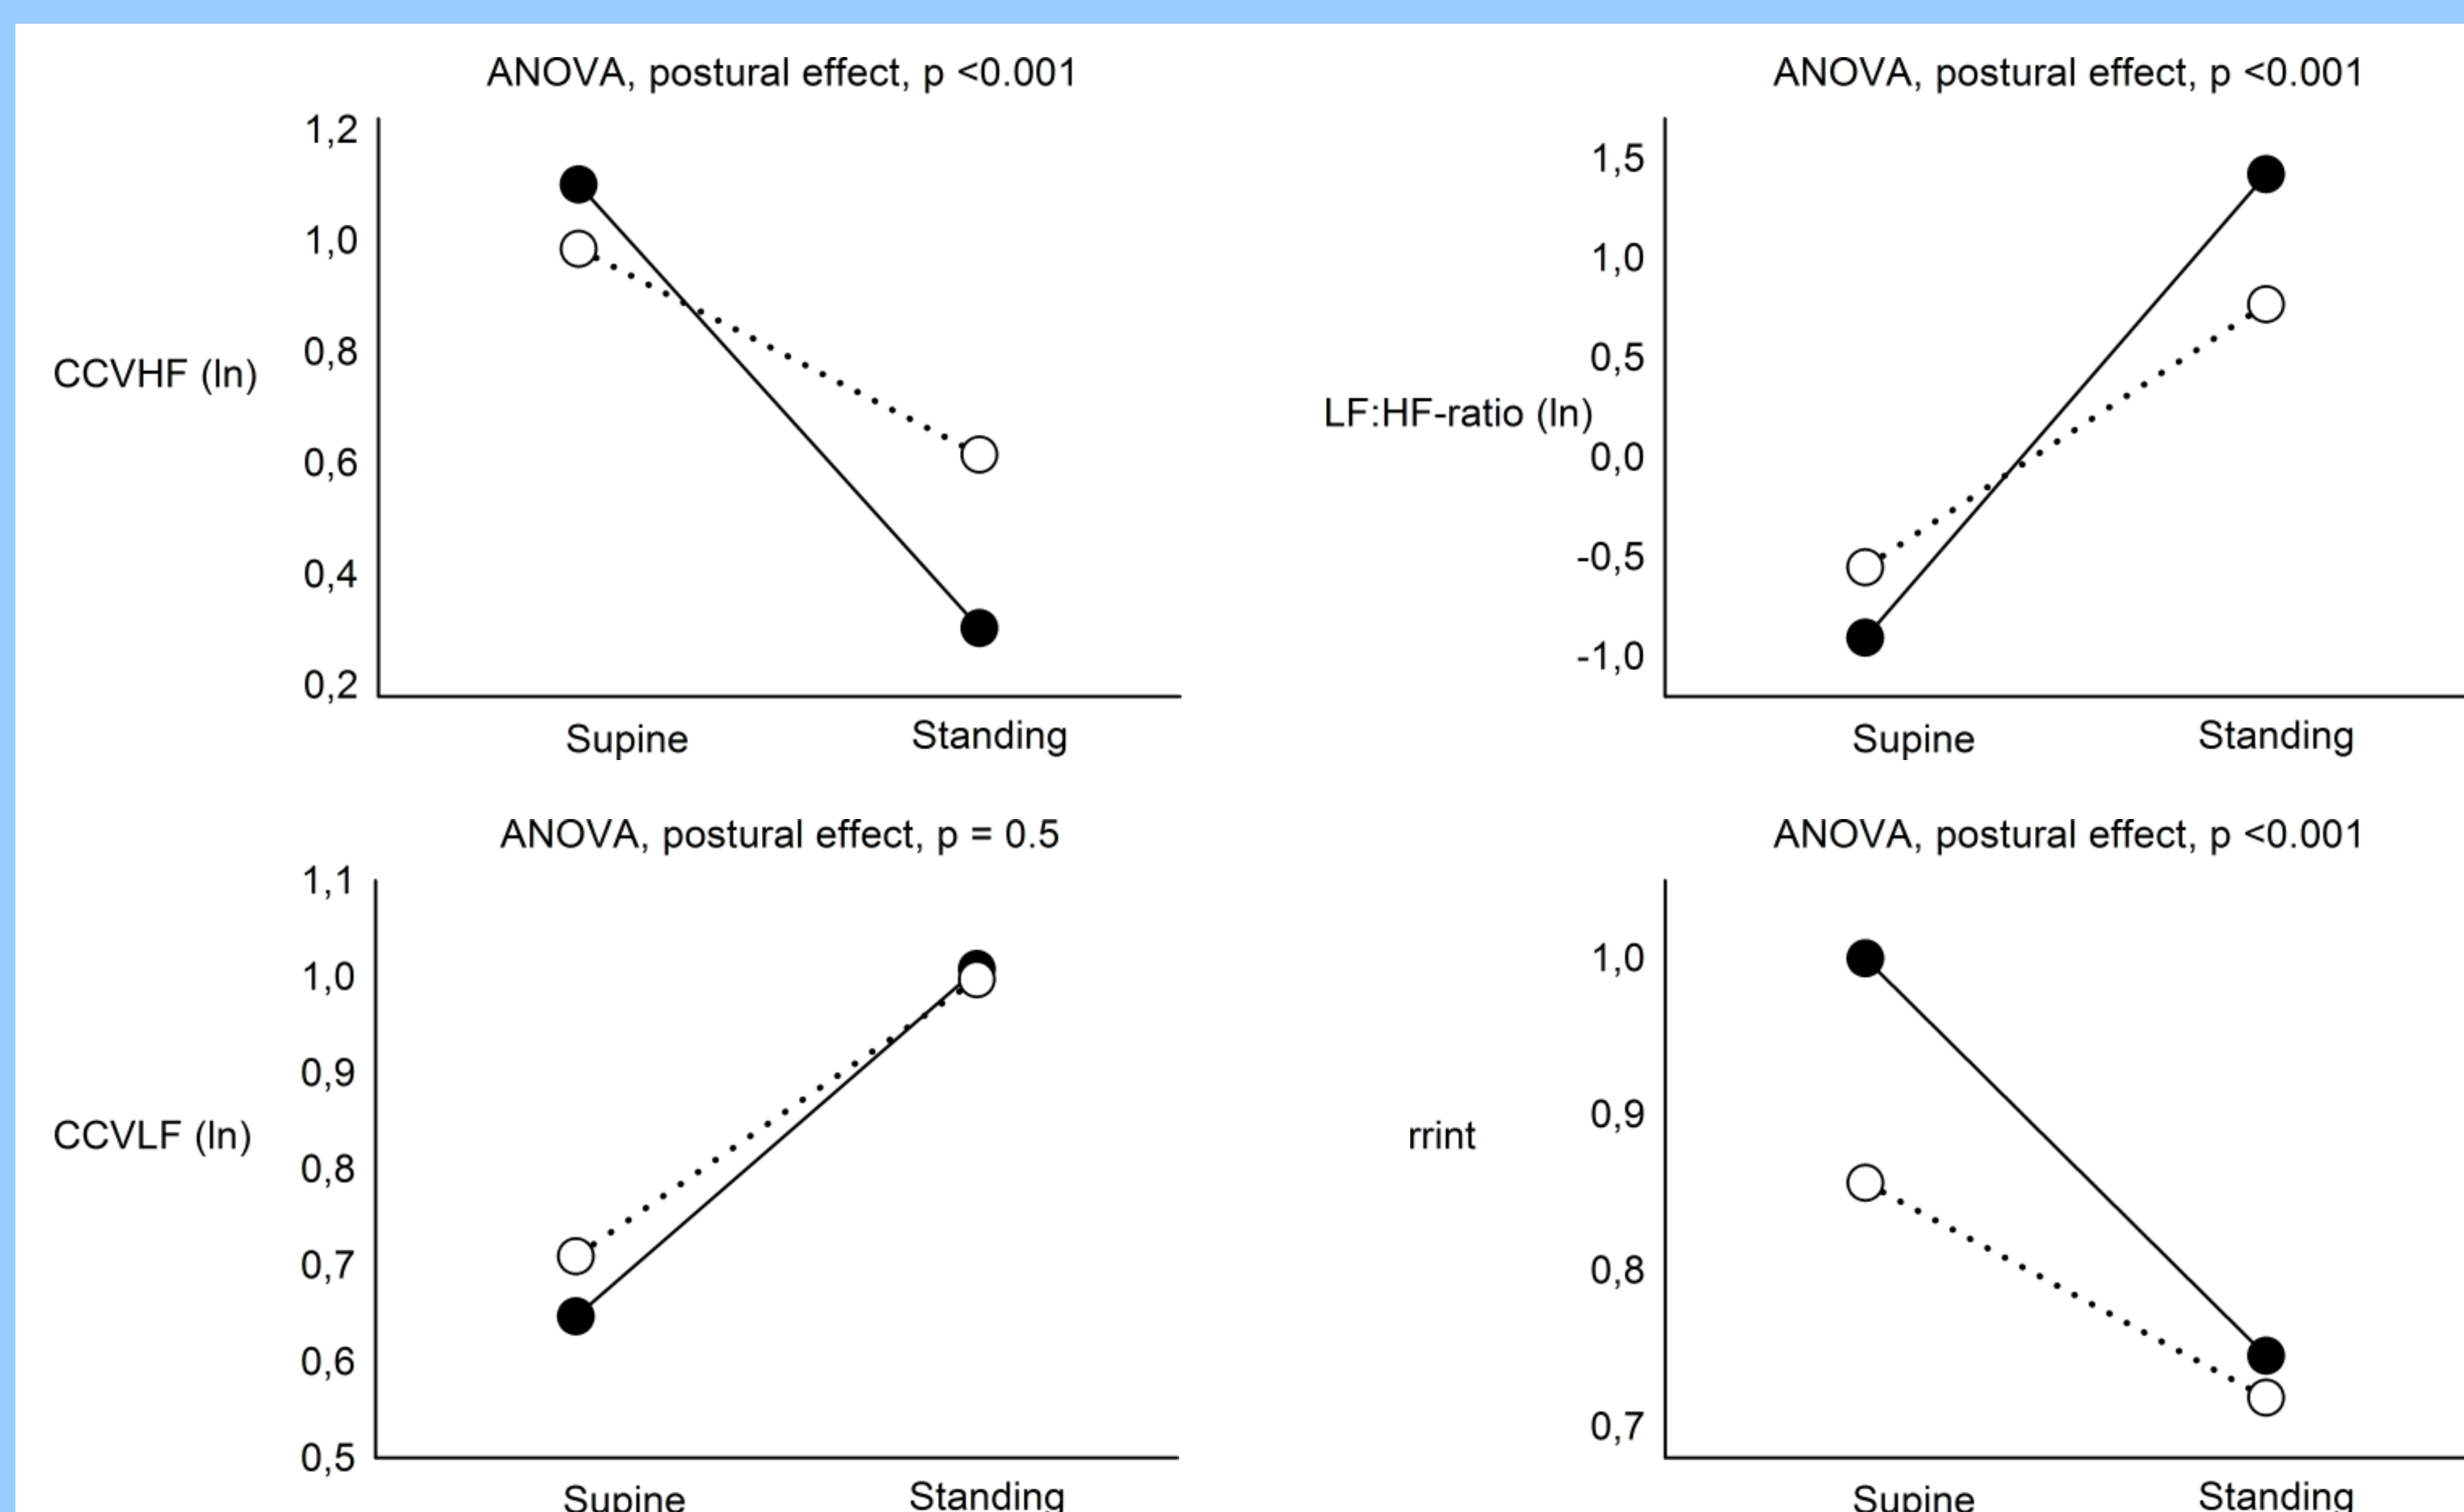 ANOVA, postural effect, p <0.001
1,2
1,0
0,8
CCVHF (ln)
0,6
0,4
0,2
Supine
Standing
ANOVA, postural effect, p <0.001
1,5
1,0
0,5
LF:HF-ratio (ln)
0,0
-0,5
-1,0
Supine
Standing
ANOVA, postural effect, p = 0.5
1,1
1,0
0,9
CCVLF (ln)
0,8
0,7
0,6
0,5
Supine
Standing
ANOVA, postural effect, p <0.001
1,0
0,9
rrint
0,8
0,7
Supine
Standing